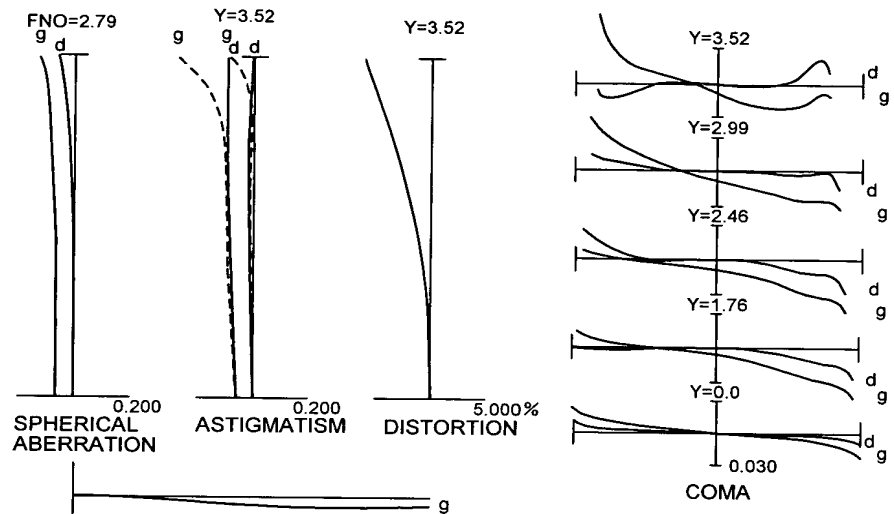 FNO=2.79
g d
0.200
SPHERICAL
ABERRATION
Y=3.52
g g
d d
0.200
ASTIGMATISM
Y=3.52
5.000%
DISTORTION
g
Y=3.52
d
g
Y=2.99
d
g
Y=2.46
d
g
Y=1.76
d
g
Y=0.0
d
g
0.030
COMA